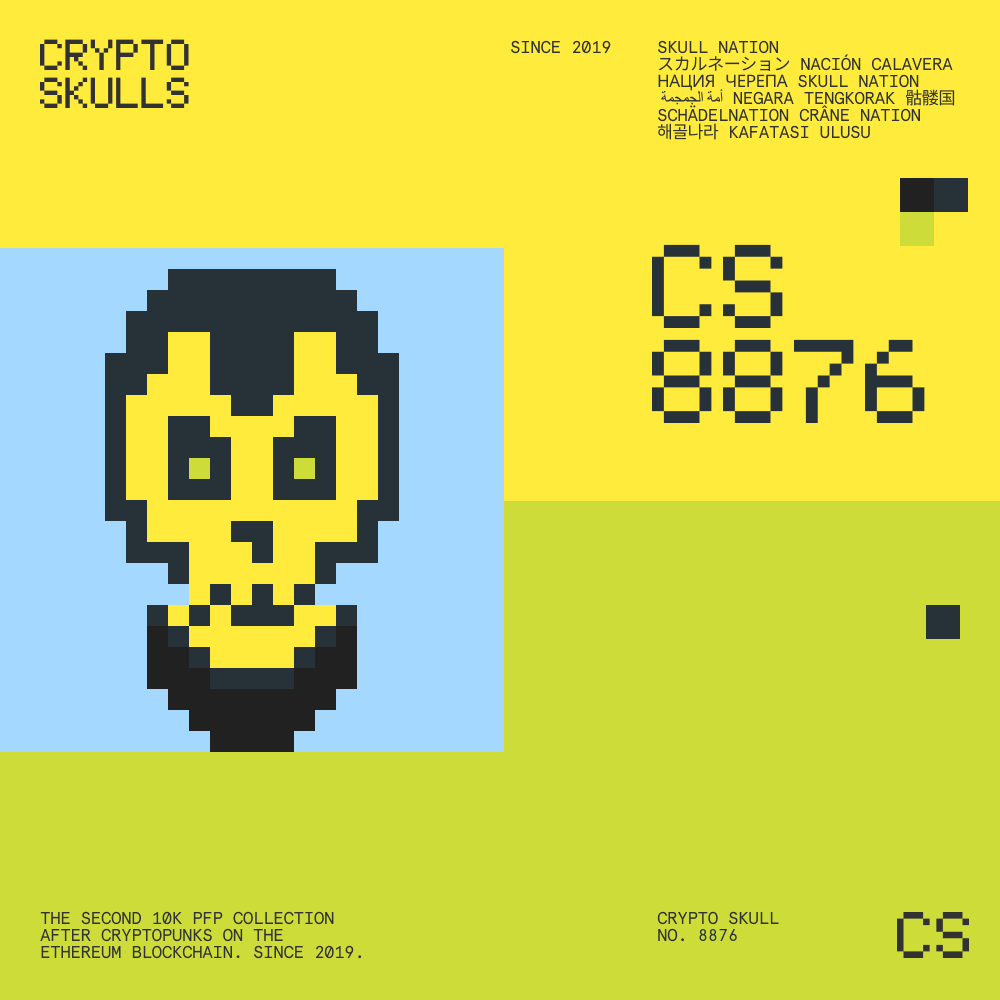 CRYPTO
SKULLS
SINCE 2019
SKULL NATION
スカルネーション NACIÓN CALAVERA
НАЦИЯ ЧЕРЕПА SKULL NATION
أمة الجمجمة NEGARA TENGKORAK 骷髅国
SCHÄDELNATION CRÂNE NATION
해골나라 KAFATASI ULUSU
CS
8876
THE SECOND 10K PFP COLLECTION
AFTER CRYPTOPUNKS ON THE
ETHEREUM BLOCKCHAIN. SINCE 2019.
CRYPTO SKULL
NO. 8876
CS